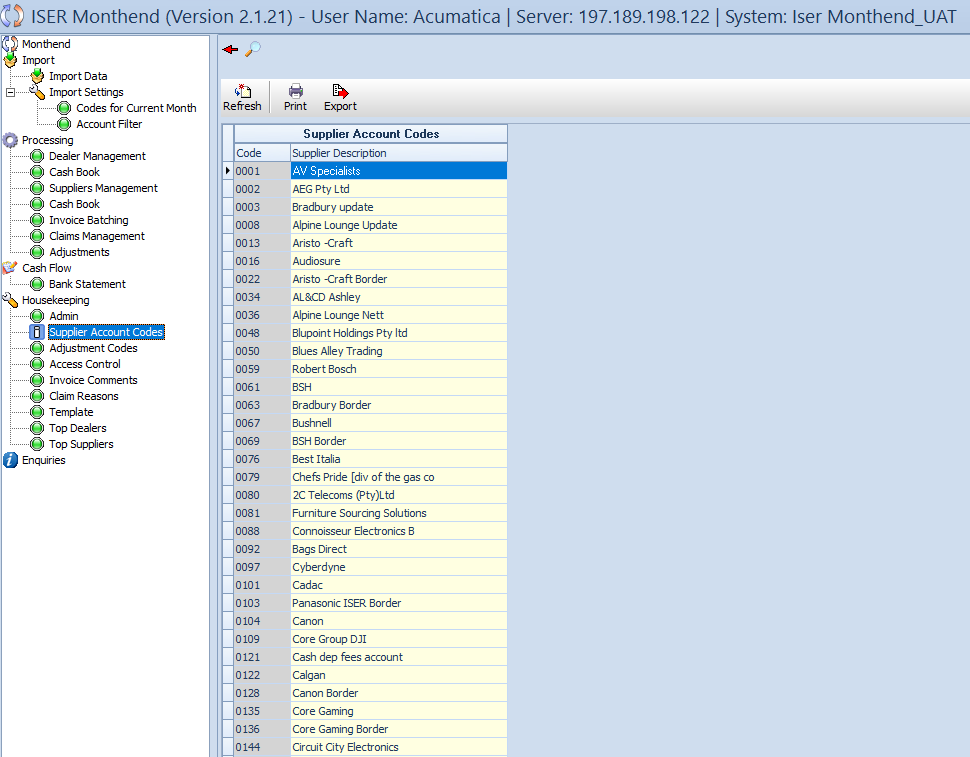 ISER Monthend (Version 2.1.21) - User Name: Acumatica | Server: 197.189.198.122 | System: Iser Monthend_UAT
Monthend
Import
Import Data
Import Settings
Codes for Current Month
Account Filter
Processing
Dealer Management
Cash Book
Suppliers Management
Cash Book
Invoice Batching
Claims Management
Adjustments
Cash Flow
Bank Statement
Housekeeping
Admin
Supplier Account Codes
Adjustment Codes
Access Control
Invoice Comments
Claim Reasons
Template
Top Dealers
Top Suppliers
Enquiries
Refresh Print Export
Supplier Account Codes
Code Supplier Description
0001 AV Specialists
0002 AEG Pty Ltd
0003 Bradbury update
0008 Alpine Lounge Update
0013 Aristo -Craft
0016 Audiosure
0022 Aristo -Craft Border
0034 AL&CD Ashley
0036 Alpine Lounge Nett
0048 Blupoint Holdings Pty ltd
0050 Blues Alley Trading
0059 Robert Bosch
0061 BSH
0063 Bradbury Border
0067 Bushnell
0069 BSH Border
0076 Best Italia
0079 Chefs Pride [div of the gas co
0080 2C Telecoms (Pty)Ltd
0081 Furniture Sourcing Solutions
0088 Connoisseur Electronics B
0092 Bags Direct
0097 Cyberdyne
0101 Cadac
0103 Panasonic ISER Border
0104 Canon
0109 Core Group DJI
0121 Cash dep fees account
0122 Calgan
0128 Canon Border
0135 Core Gaming
0136 Core Gaming Border
0144 Circuit City Electronics